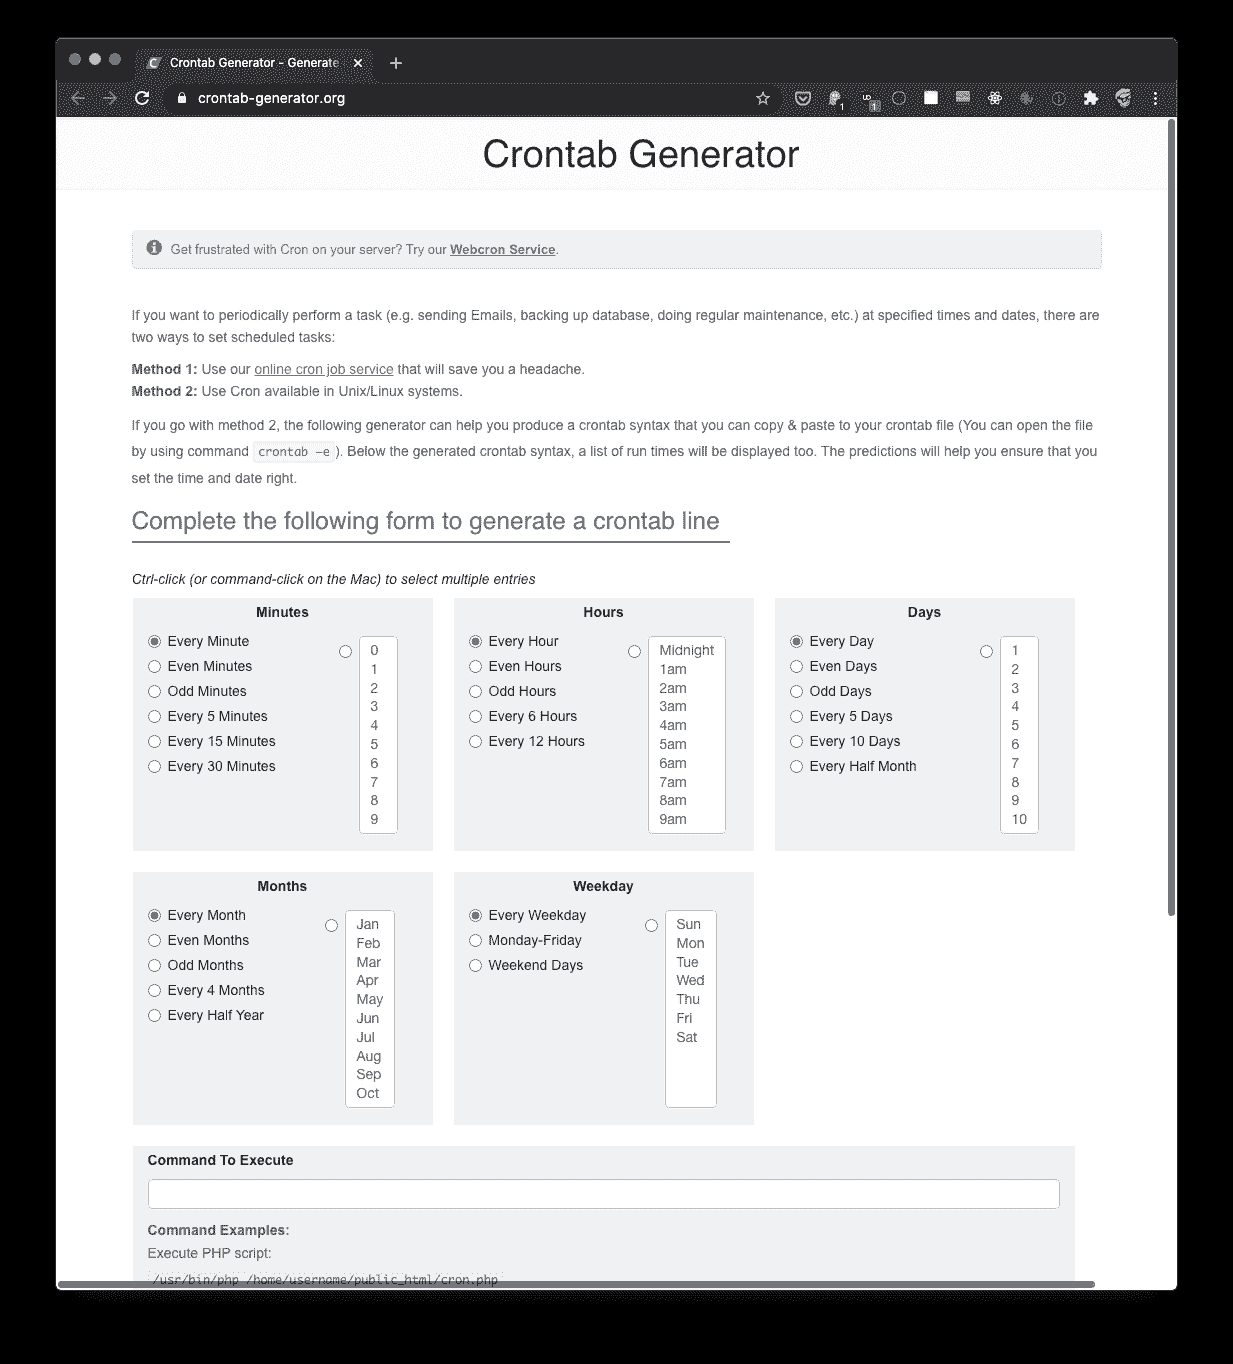 Crontab Generator - Generate
crontab-generator.org
1
1
Crontab Generator
Get frustrated with Cron on your server? Try our Webcron Service.
If you want to periodically perform a task (e.g. sending Emails, backing up database, doing regular maintenance, etc.) at specified times and dates, there are
two ways to set scheduled tasks:
Method 1: Use our online cron job service that will save you a headache.
Method 2: Use Cron available in Unix/Linux systems.
If you go with method 2, the following generator can help you produce a crontab syntax that you can copy & paste to your crontab file (You can open the file
by using command crontab -e ). Below the generated crontab syntax, a list of run times will be displayed too. The predictions will help you ensure that you
set the time and date right.
Complete the following form to generate a crontab line
Ctrl-click (or command-click on the Mac) to select multiple entries
Minutes
Every Minute
Even Minutes
Odd Minutes
Every 5 Minutes
Every 15 Minutes
Every 30 Minutes
0
1
2
3
4
5
6
7
8
9
Hours
Every Hour
Even Hours
Odd Hours
Every 6 Hours
Every 12 Hours
Midnight
1am
2am
3am
4am
5am
6am
7am
8am
9am
Days
Every Day
Even Days
Odd Days
Every 5 Days
Every 10 Days
Every Half Month
1
2
3
4
5
6
7
8
9
10
Months
Every Month
Even Months
Odd Months
Every 4 Months
Every Half Year
Jan
Feb
Mar
Apr
May
Jun
Jul
Aug
Sep
Oct
Weekday
Every Weekday
Monday-Friday
Weekend Days
Sun
Mon
Tue
Wed
Thu
Fri
Sat
Command To Execute
Command Examples:
Execute PHP script:
/usr/bin/php /home/username/public_html/cron.php